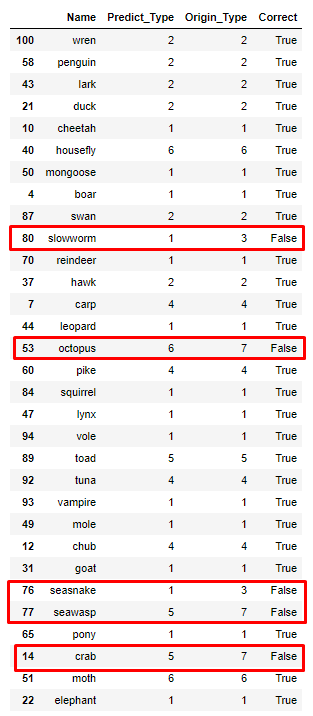 Name Predict_Type Origin_Type Correct
100 wren 2 2 True
58 penguin 2 2 True
43 lark 2 2 True
21 duck 2 2 True
10 cheetah 1 1 True
40 housefly 6 6 True
50 mongoose 1 1 True
4 boar 1 1 True
87 swan 2 2 True
80 slowworm 1 3 False
70 reindeer 1 1 True
37 hawk 2 2 True
7 carp 4 4 True
44 leopard 1 1 True
53 octopus 6 7 False
60 pike 4 4 True
84 squirrel 1 1 True
47 lynx 1 1 True
94 vole 1 1 True
89 toad 5 5 True
92 tuna 4 4 True
93 vampire 1 1 True
49 mole 1 1 True
12 chub 4 4 True
31 goat 1 1 True
76 seasnake 1 3 False
77 seawasp 5 7 False
65 pony 1 1 True
14 crab 5 7 False
51 moth 6 6 True
22 elephant 1 1 True